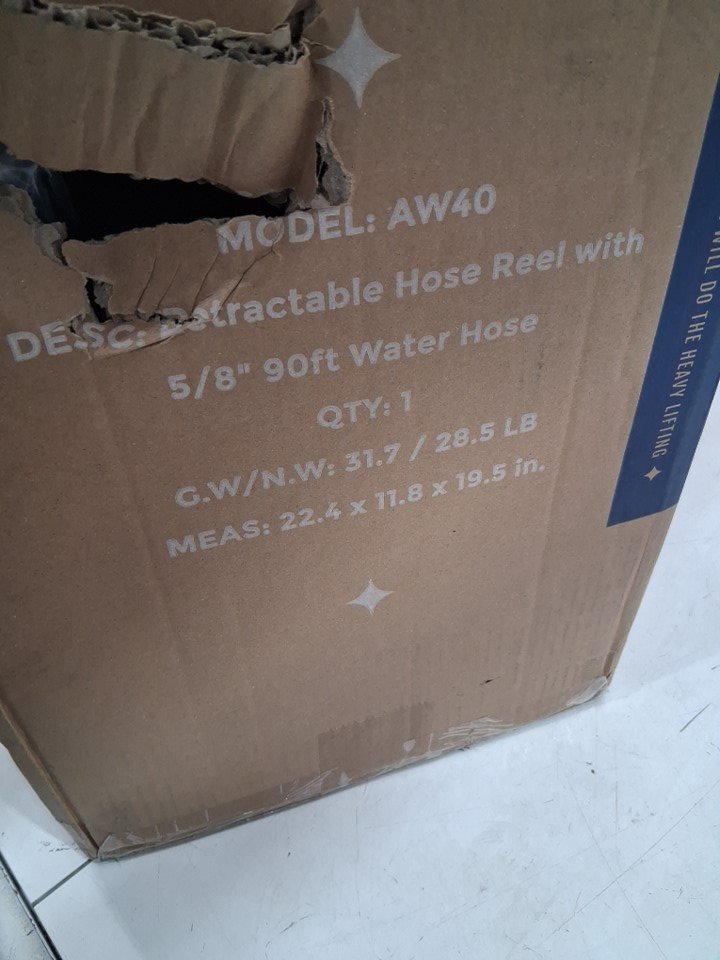 MODEL: AW40
DESC: Retractable Hose Reel with
5/8" 90ft Water Hose
QTY: 1
G.W/N.W: 31.7 / 28.5 LB
MEAS: 22.4 x 11.8 x 19.5 in.
WILL DO THE HEAVY LIFTING